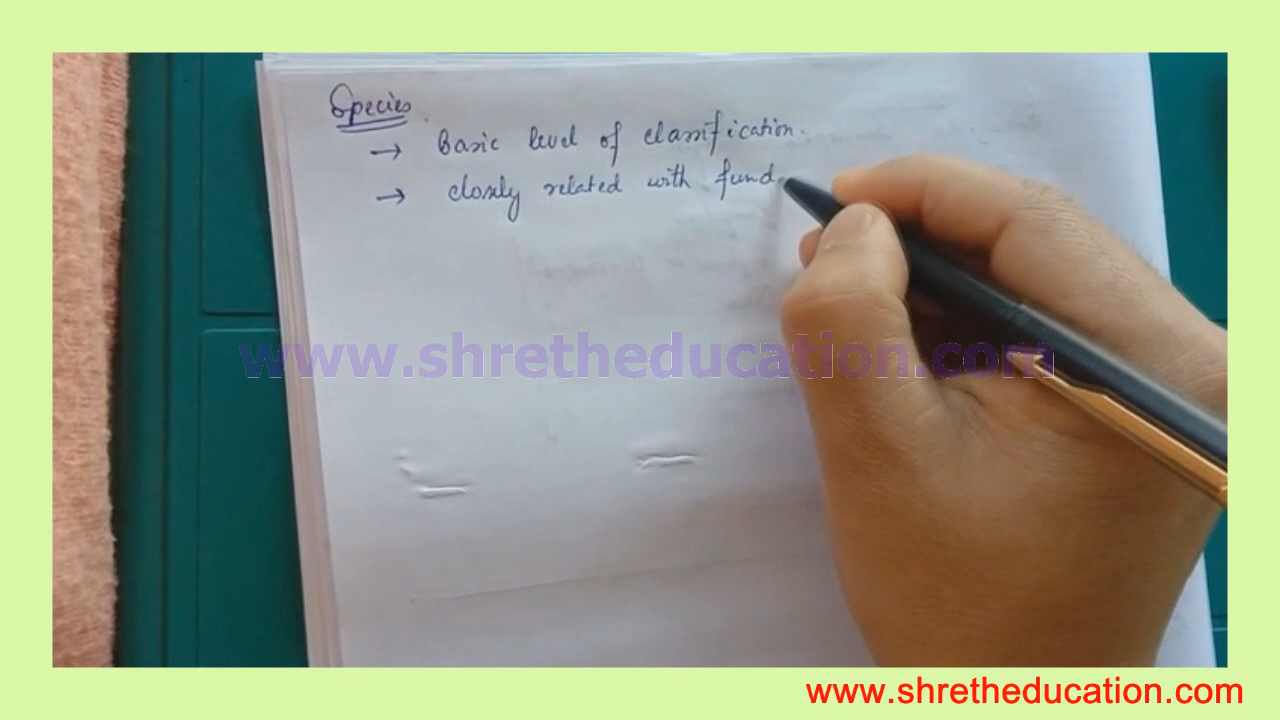 Species.
→ Basic level of classification.
→ closely related with fund
www.shretheducation.com
www.shretheducation.com